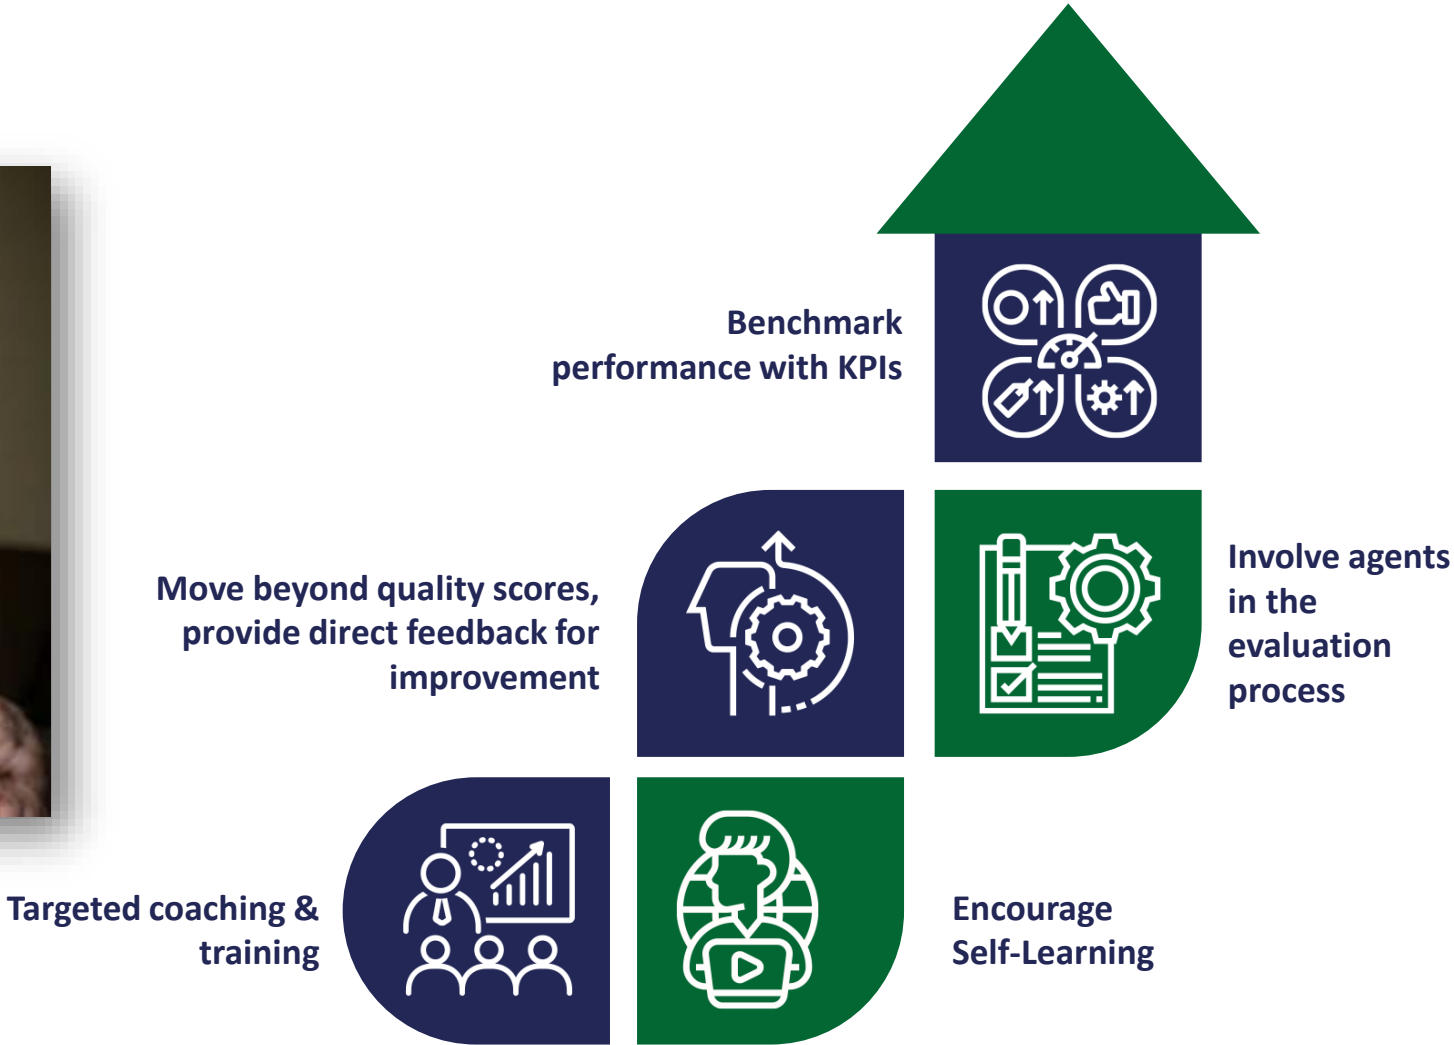 Benchmark
performance with KPIs
Move beyond quality scores,
provide direct feedback for
improvement
Involve agents
in the
evaluation
process
Targeted coaching &
training
Encourage
Self-Learning